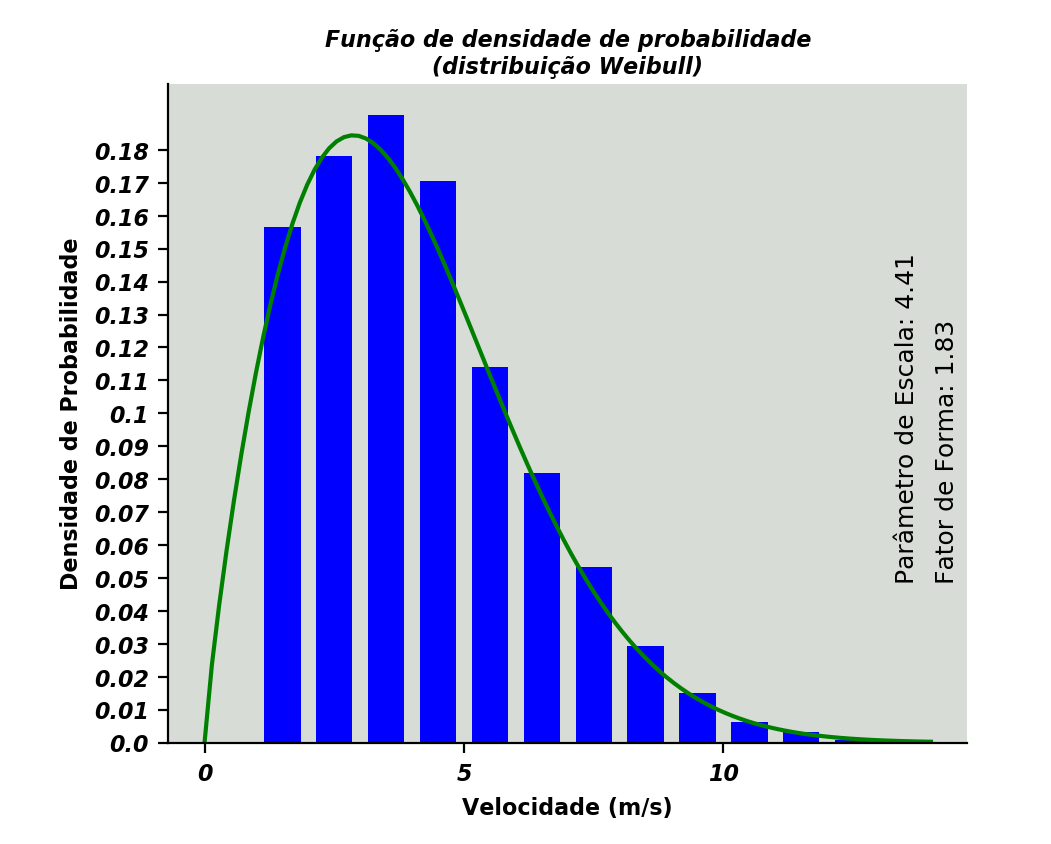 Função de densidade de probabilidade
(distribuição Weibull)
0.18
0.17
0.16
0.15
0.14
0.13
0.12
0.11
0.1
0.09
0.08
0.07
0.06
0.05
0.04
0.03
0.02
0.01
0.0
Densidade de Probabilidade
Parâmetro de Escala: 4.41
Fator de Forma: 1.83
0 5 10
Velocidade (m/s)